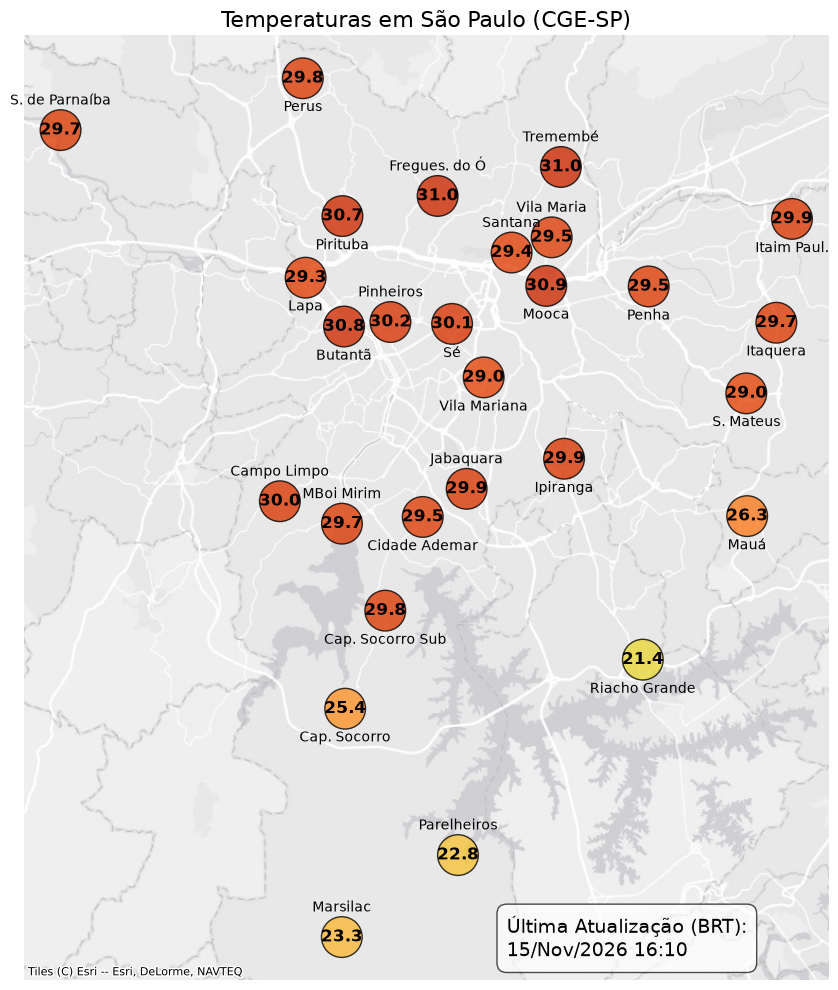 Temperaturas em São Paulo (CGE-SP)
29.8
Perus
S. de Parnaíba
29.7
Tremembé
31.0
Fregues. do Ó
31.0
30.7
Pirituba
Vila Maria
29.5
Santana
29.4
29.9
Itaim Paul.
29.3
Lapa
30.9
Mooca
29.5
Penha
Pinheiros
30.2
30.8
Butantã
30.1
Sé
29.7
Itaquera
29.0
Vila Mariana
29.0
S. Mateus
Jabaquara
29.9
29.9
Ipiranga
Campo Limpo
30.0
MBoi Mirim
29.7
29.5
Cidade Ademar
26.3
Mauá
29.8
Cap. Socorro Sub
21.4
Riacho Grande
25.4
Cap. Socorro
Parelheiros
22.8
Marsilac
23.3
Última Atualização (BRT):
15/Nov/2026 16:10
Tiles (C) Esri -- Esri, DeLorme, NAVTEQ